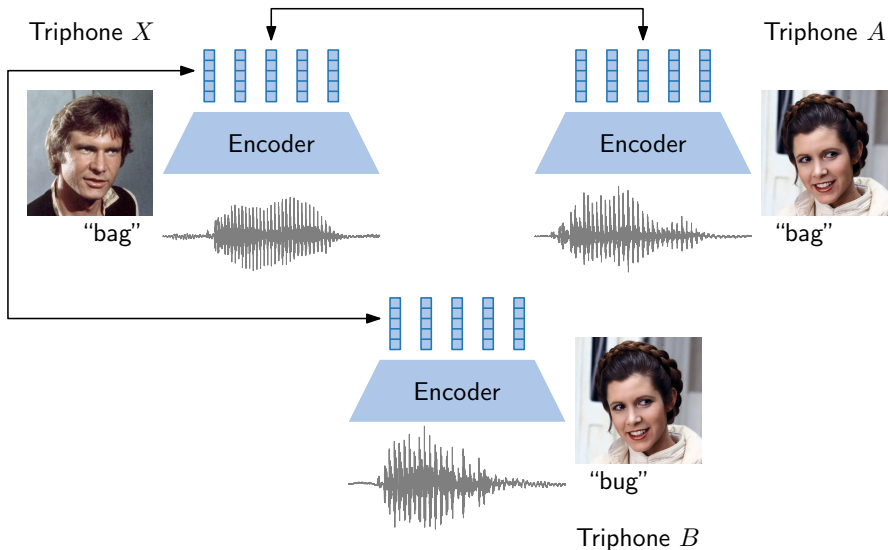 Triphone X
Triphone A
Encoder
Encoder
“bag”
“bag”
Encoder
“bug”
Triphone B